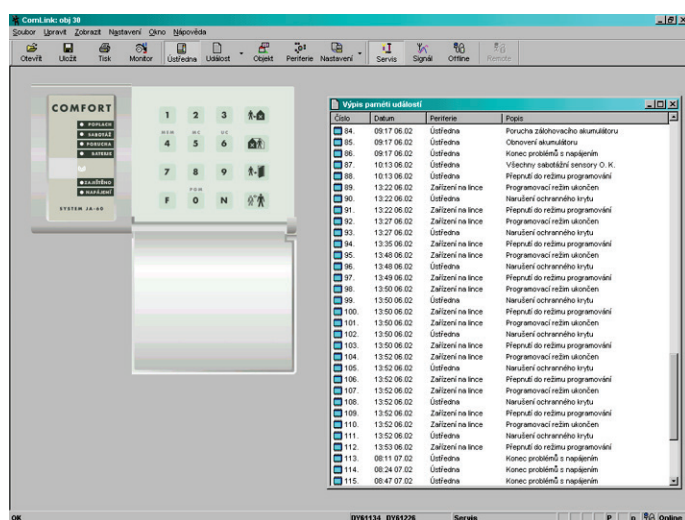 ComLink: obj 30
Soubor Upravit Zobrazit Nastavení Okno Nápověda
Otevřít Uložit Tisk Monitor Ústředna Událost Objekt Periferie Nastavení Servis Signál Offline Remote
COMFORT
POPLACH
SABOTÁŽ
PORUCHA
BATERIE
ZAJIŠTĚNO
NAPÁJENÍ
SYSTEM JA-60
1 2 3
MEM MC
4 5 6
7 8 9
PGM
F 0 N
Výpis paměti událostí
Číslo Datum Periferie Popis
84. 09:17 06.02 Ústředna Porucha zálohovacího akumulátoru
85. 09:17 06.02 Ústředna Obnovení akumulátoru
86. 09:17 06.02 Ústředna Konec problémů s napájením
87. 10:13 06.02 Ústředna Všechny sabotážní sensory O. K.
88. 10:13 06.02 Ústředna Přepnutí do režimu programování
89. 13:22 06.02 Zařízení na lince Programovací režim ukončen
90. 13:22 06.02 Ústředna Narušení ochranného krytu
91. 13:22 06.02 Zařízení na lince Přepnutí do režimu programování
92. 13:27 06.02 Zařízení na lince Programovací režim ukončen
93. 13:27 06.02 Ústředna Narušení ochranného krytu
94. 13:35 06.02 Zařízení na lince Přepnutí do režimu programování
95. 13:48 06.02 Zařízení na lince Programovací režim ukončen
96. 13:48 06.02 Ústředna Narušení ochranného krytu
97. 13:49 06.02 Zařízení na lince Přepnutí do režimu programování
98. 13:50 06.02 Zařízení na lince Programovací režim ukončen
99. 13:50 06.02 Ústředna Narušení ochranného krytu
100. 13:50 06.02 Zařízení na lince Přepnutí do režimu programování
101. 13:50 06.02 Zařízení na lince Programovací režim ukončen
102. 13:50 06.02 Ústředna Narušení ochranného krytu
103. 13:50 06.02 Zařízení na lince Přepnutí do režimu programování
104. 13:52 06.02 Zařízení na lince Programovací režim ukončen
105. 13:52 06.02 Ústředna Narušení ochranného krytu
106. 13:52 06.02 Zařízení na lince Přepnutí do režimu programování
107. 13:52 06.02 Zařízení na lince Programovací režim ukončen
108. 13:52 06.02 Ústředna Narušení ochranného krytu
109. 13:52 06.02 Zařízení na lince Přepnutí do režimu programování
110. 13:52 06.02 Zařízení na lince Programovací režim ukončen
111. 13:52 06.02 Ústředna Narušení ochranného krytu
112. 13:53 06.02 Zařízení na lince Přepnutí do režimu programování
113. 08:11 07.02 Ústředna Konec problémů s napájením
114. 08:24 07.02 Ústředna Konec problémů s napájením
115. 08:47 07.02 Ústředna Konec problémů s napájením
OK DY61134 DY61226 Servis P p Online